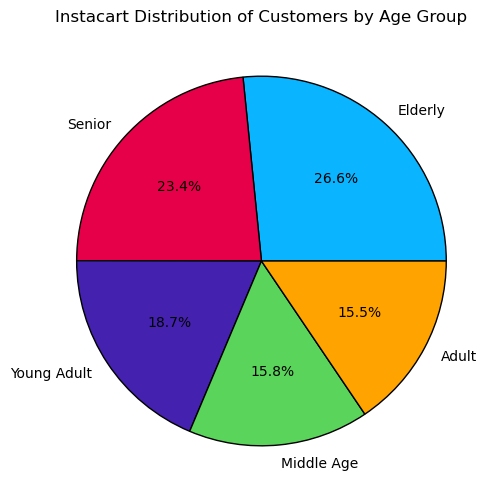 Instacart Distribution of Customers by Age Group
Elderly
26.6%
Senior
23.4%
Young Adult
18.7%
Middle Age
15.8%
Adult
15.5%